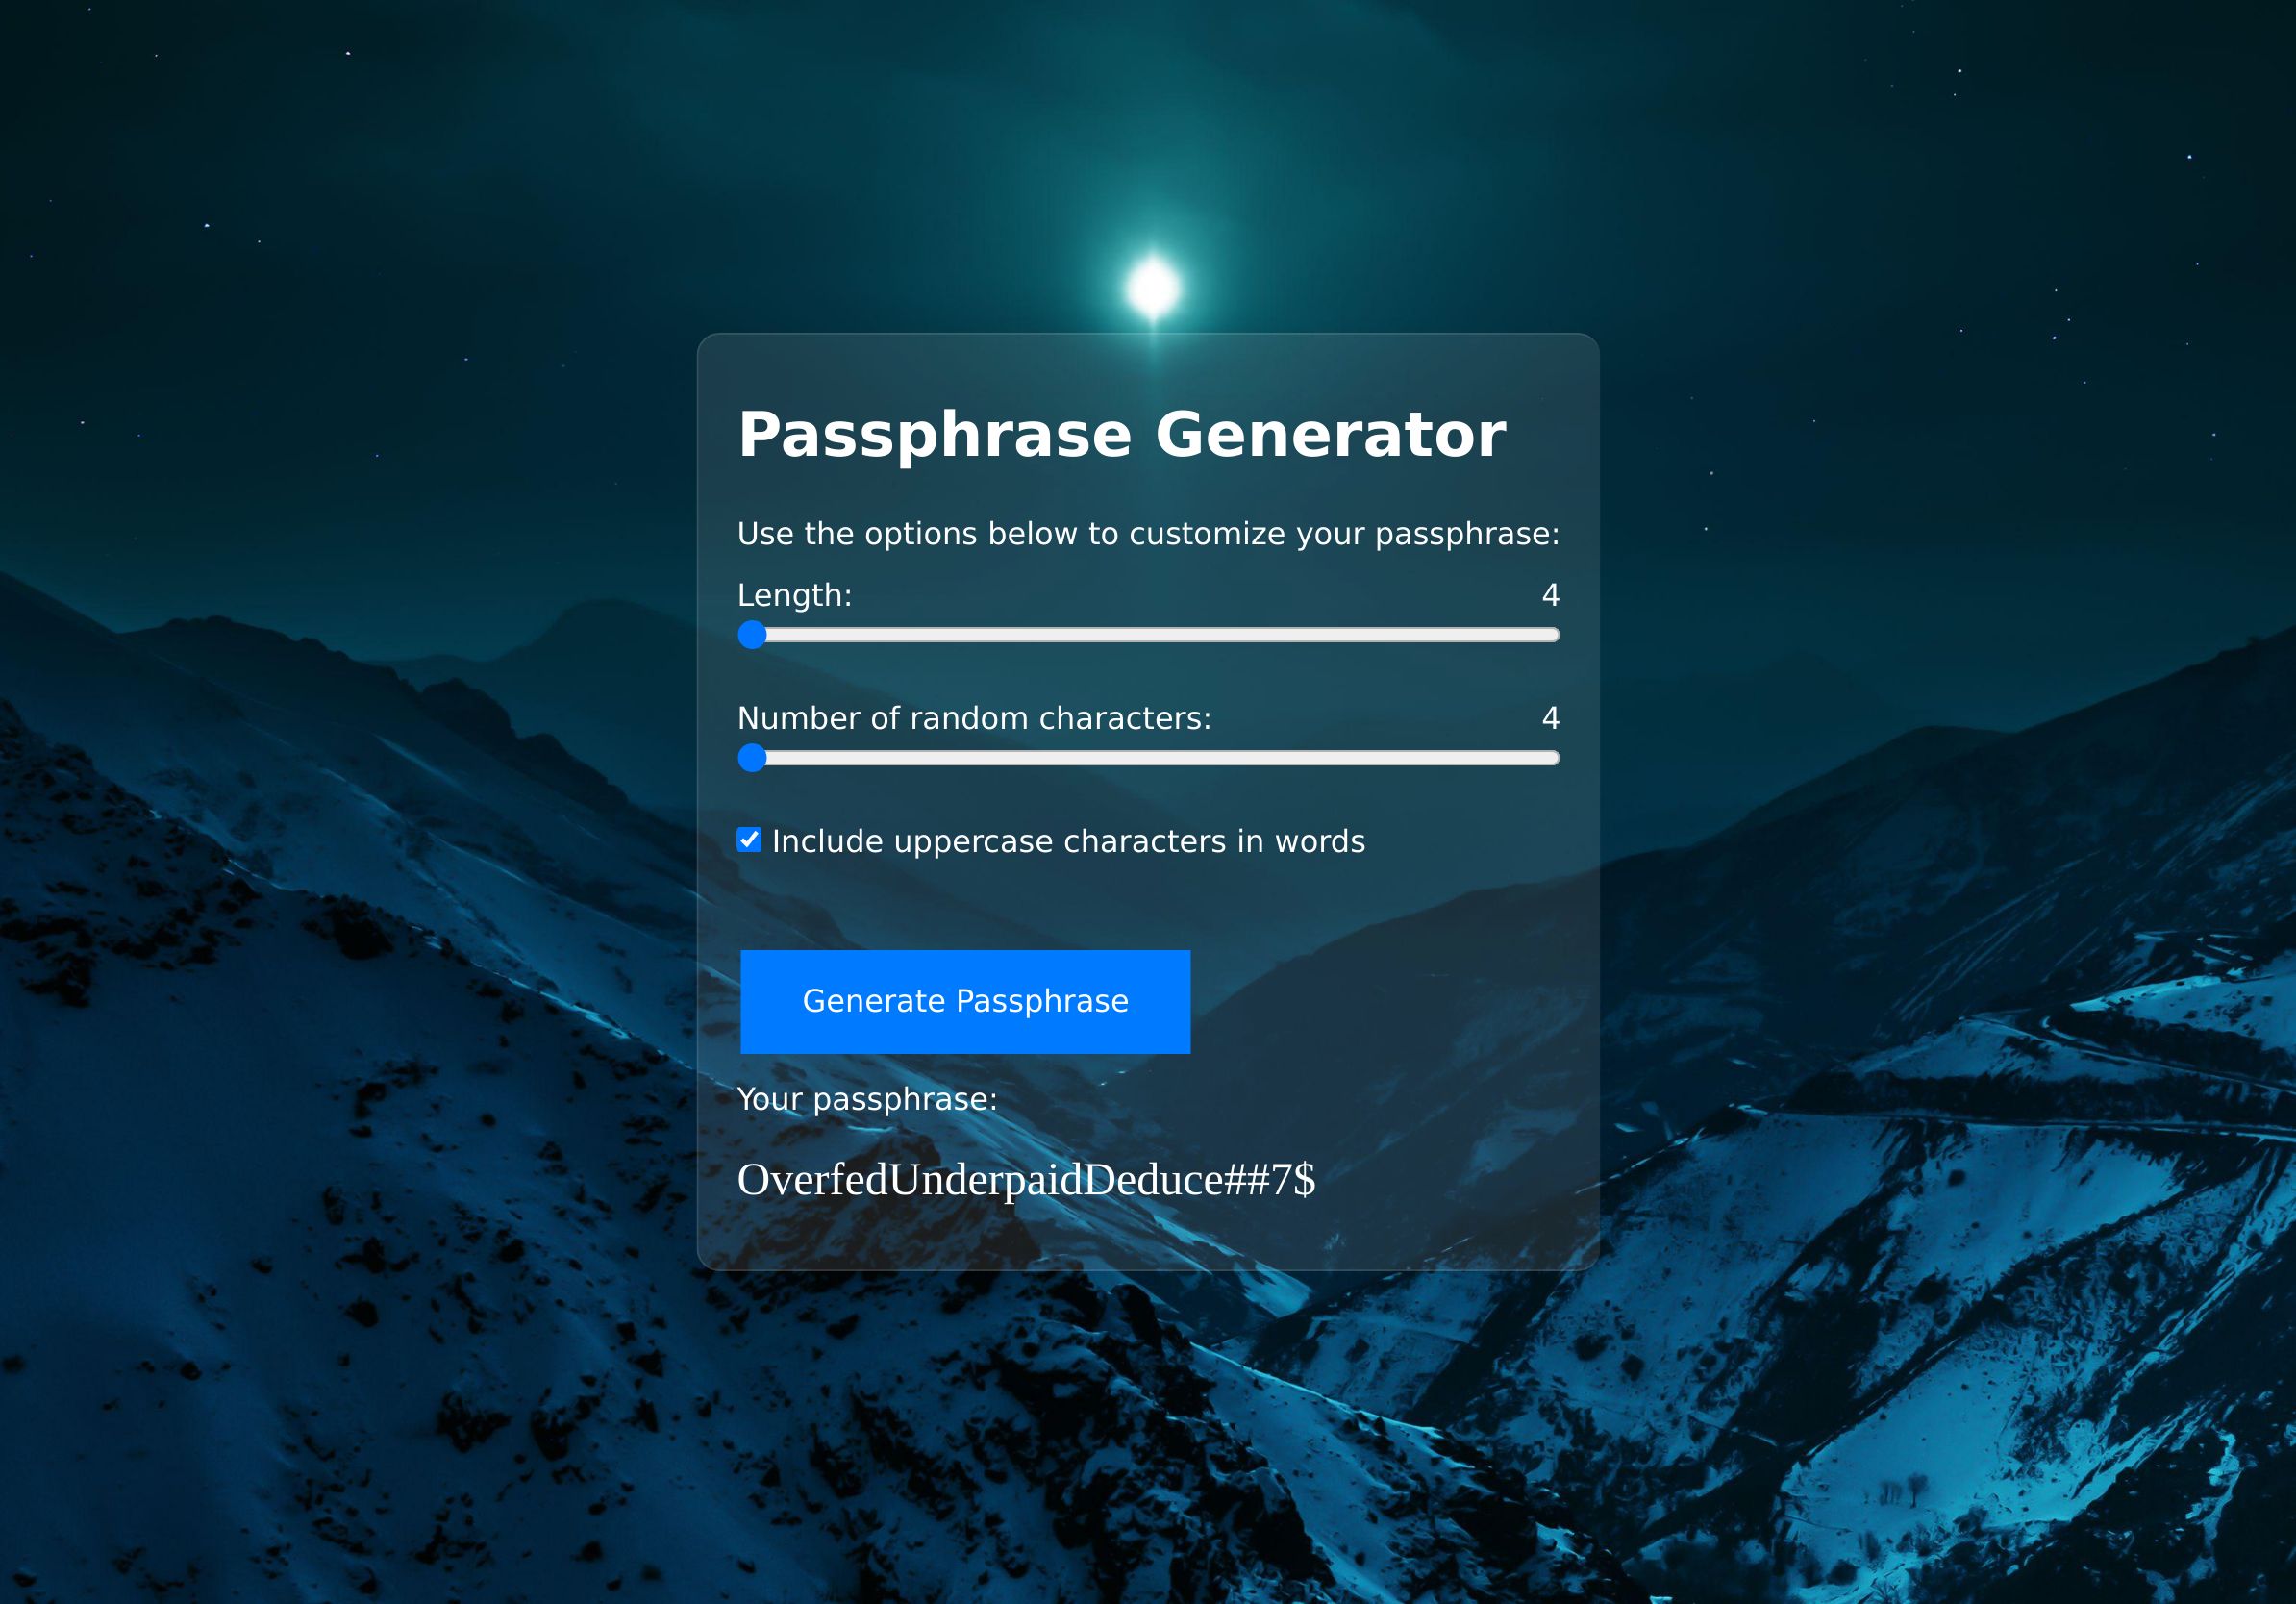 Passphrase Generator
Use the options below to customize your passphrase:
Length: 4
Number of random characters: 4
Include uppercase characters in words
Generate Passphrase
Your passphrase:
OverfedUnderpaidDeduce##7$